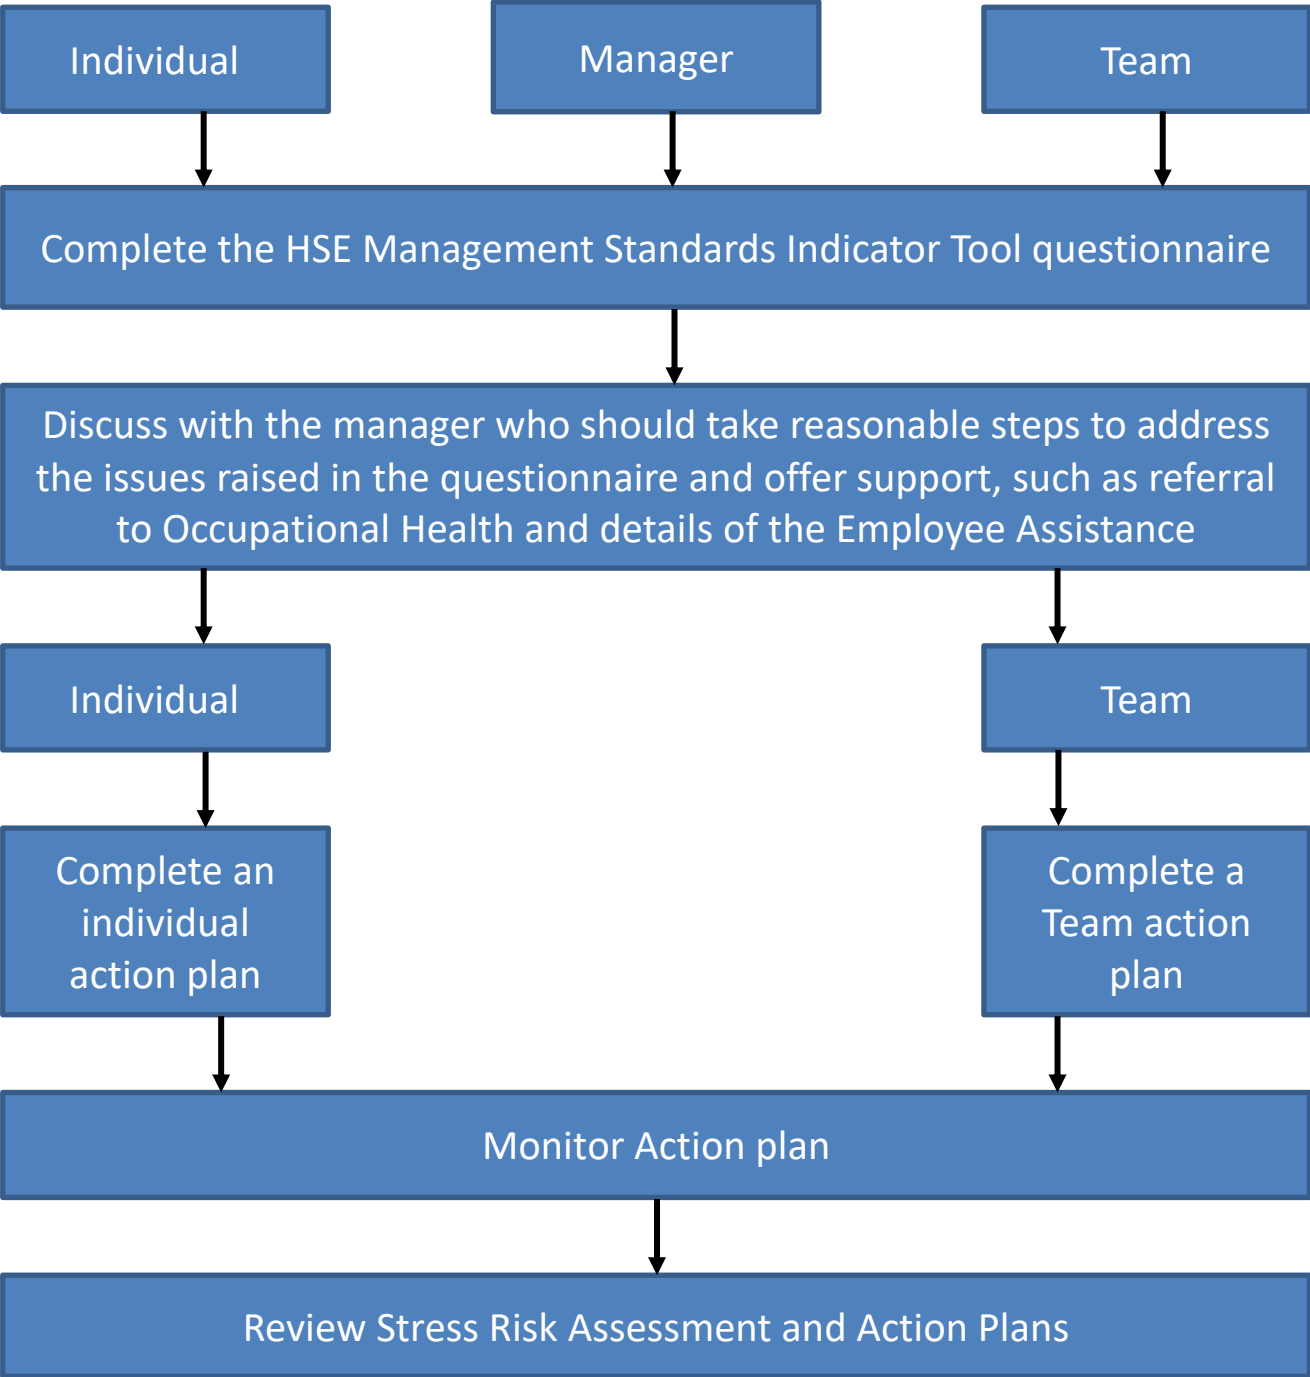 Individual
Manager
Team
Complete the HSE Management Standards Indicator Tool questionnaire
Discuss with the manager who should take reasonable steps to address
the issues raised in the questionnaire and offer support, such as referral
to Occupational Health and details of the Employee Assistance
Individual
Team
Complete an
individual
action plan
Complete a
Team action
plan
Monitor Action plan
Review Stress Risk Assessment and Action Plans